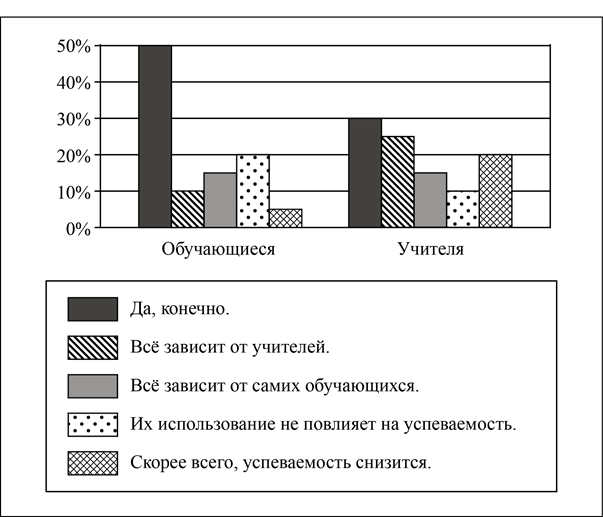 50%
40%
30%
20%
10%
0%
Обучающиеся
Учителя
Да, конечно.
Всё зависит от учителей.
Всё зависит от самих обучающихся.
Их использование не повлияет на успеваемость.
Скорее всего, успеваемость снизится.